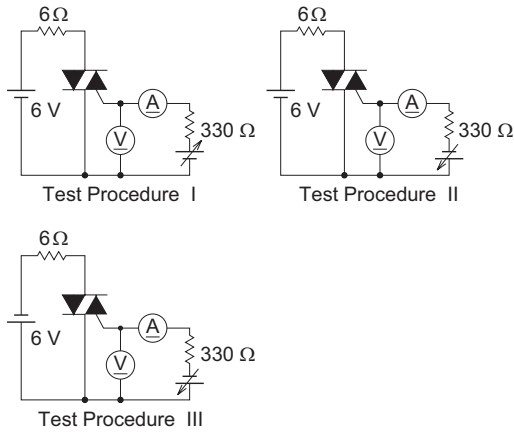 6Ω
6 V
A
V
330 Ω
Test Procedure I
6Ω
6 V
A
V
330 Ω
Test Procedure II
6Ω
6 V
A
V
330 Ω
Test Procedure III